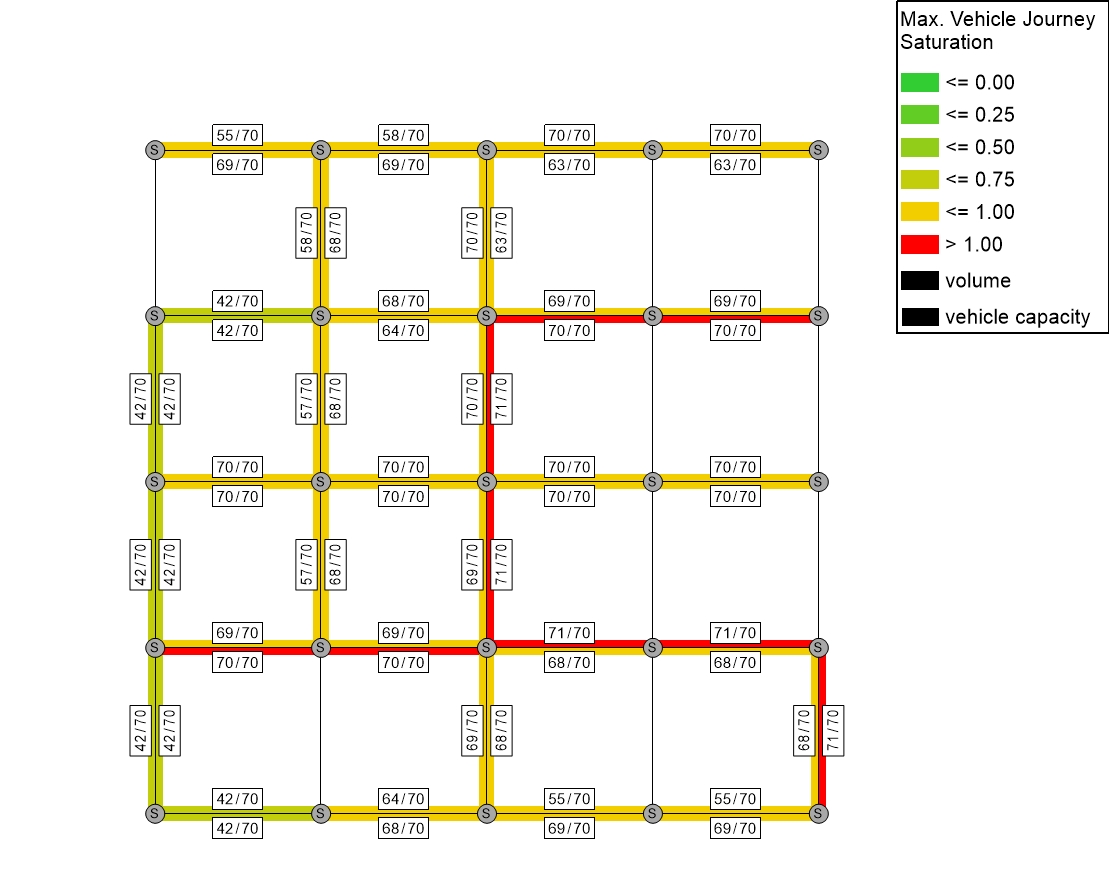 Max. Vehicle Journey
Saturation
<= 0.00
<= 0.25
<= 0.50
<= 0.75
<= 1.00
> 1.00
volume
vehicle capacity
55/70 58/70 70/70 70/70
S S S S S
69/70 69/70 63/70 63/70
58/70 68/70 70/70 63/70
42/70 68/70 69/70 69/70
S S S S S
42/70 64/70 70/70 70/70
42/70 42/70 57/70 68/70 70/70 71/70
70/70 70/70 70/70 70/70
S S S S S
70/70 70/70 70/70 70/70
42/70 42/70 57/70 68/70 69/70 71/70
69/70 69/70 71/70 71/70
S S S S S
70/70 70/70 68/70 68/70
42/70 42/70 69/70 68/70 68/70 71/70
42/70 64/70 55/70 55/70
S S S S S
42/70 68/70 69/70 69/70